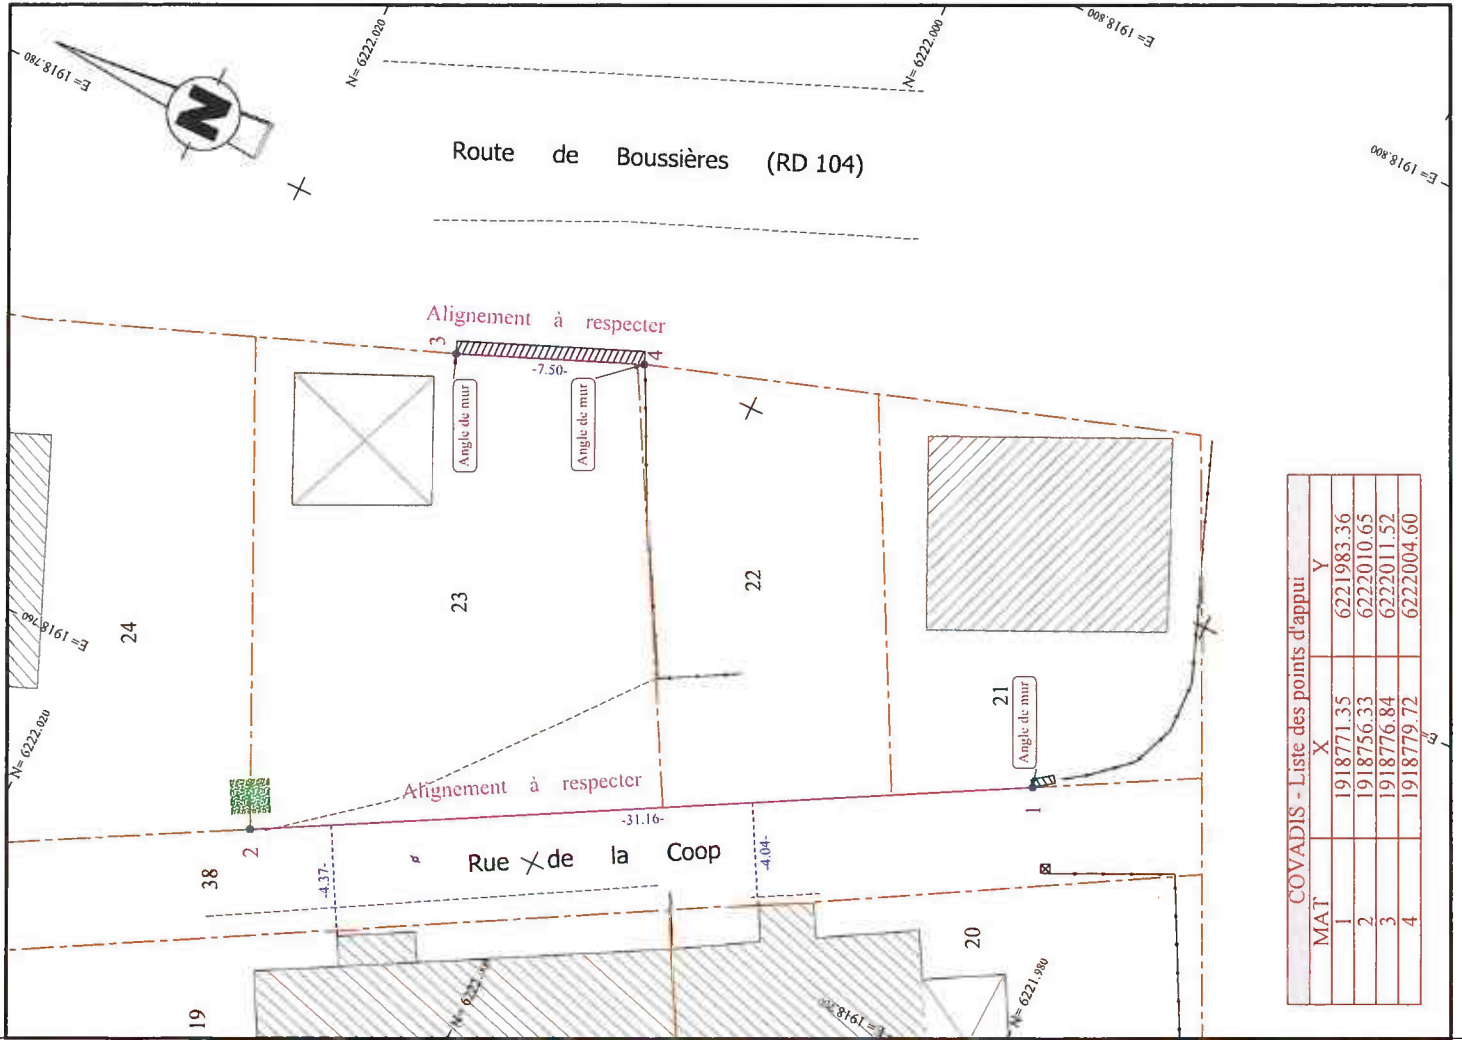 E= 1918.780
N= 6222.020
N= 6222.000
E= 1918.800
E= 1918.800
N
Route de Boussières (RD 104)
Alignement à respecter
3
4
-7.50-
Angle de mur
Angle de mur
23
22
24
E= 1918.760
N= 6222.020
21
Angle de mur
Alignement à respecter
-31.16-
1
2
38
-4.37-
-4.04-
Rue de la Coop
19
20
N= 6221.980
COVADIS - Liste des points d'appui
MAT X Y
1 1918771.35 6221983.36
2 1918756.33 6222010.65
3 1918776.84 6222011.52
4 1918779.72 6222004.60
E=